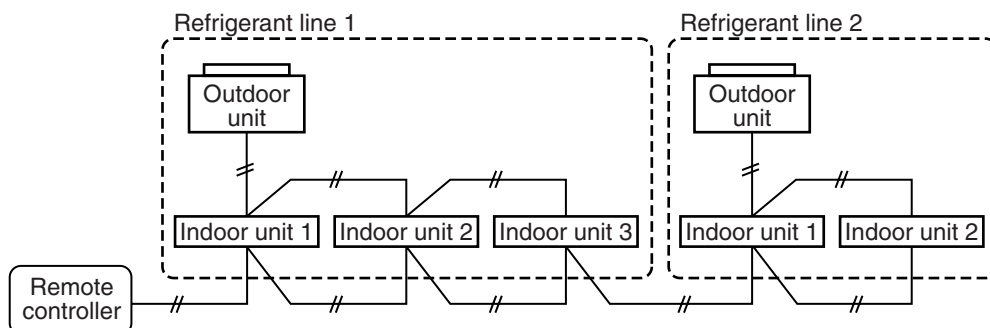 Refrigerant line 1
Refrigerant line 2
Outdoor
unit
Outdoor
unit
Indoor unit 1
Indoor unit 2
Indoor unit 3
Indoor unit 1
Indoor unit 2
Remote
controller